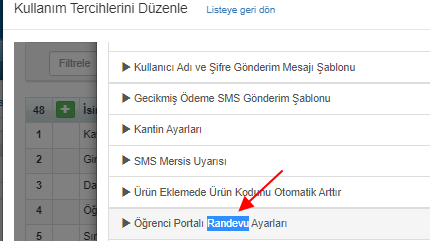 Kullanım Tercihlerini Düzenle Listeye geri dön
Filtrele
▶ Kullanıcı Adı ve Şifre Gönderim Mesajı Şablonu
▶ Gecikmiş Ödeme SMS Gönderim Şablonu
48 + İsi
▶ Kantin Ayarları
1 Ka
▶ SMS Mersis Uyarısı
2 Gir
3 Da
▶ Ürün Eklemede Ürün Kodunu Otomatik Arttır
4 Öğ
▶ Öğrenci Portalı Randevu Ayarları
5 Sır